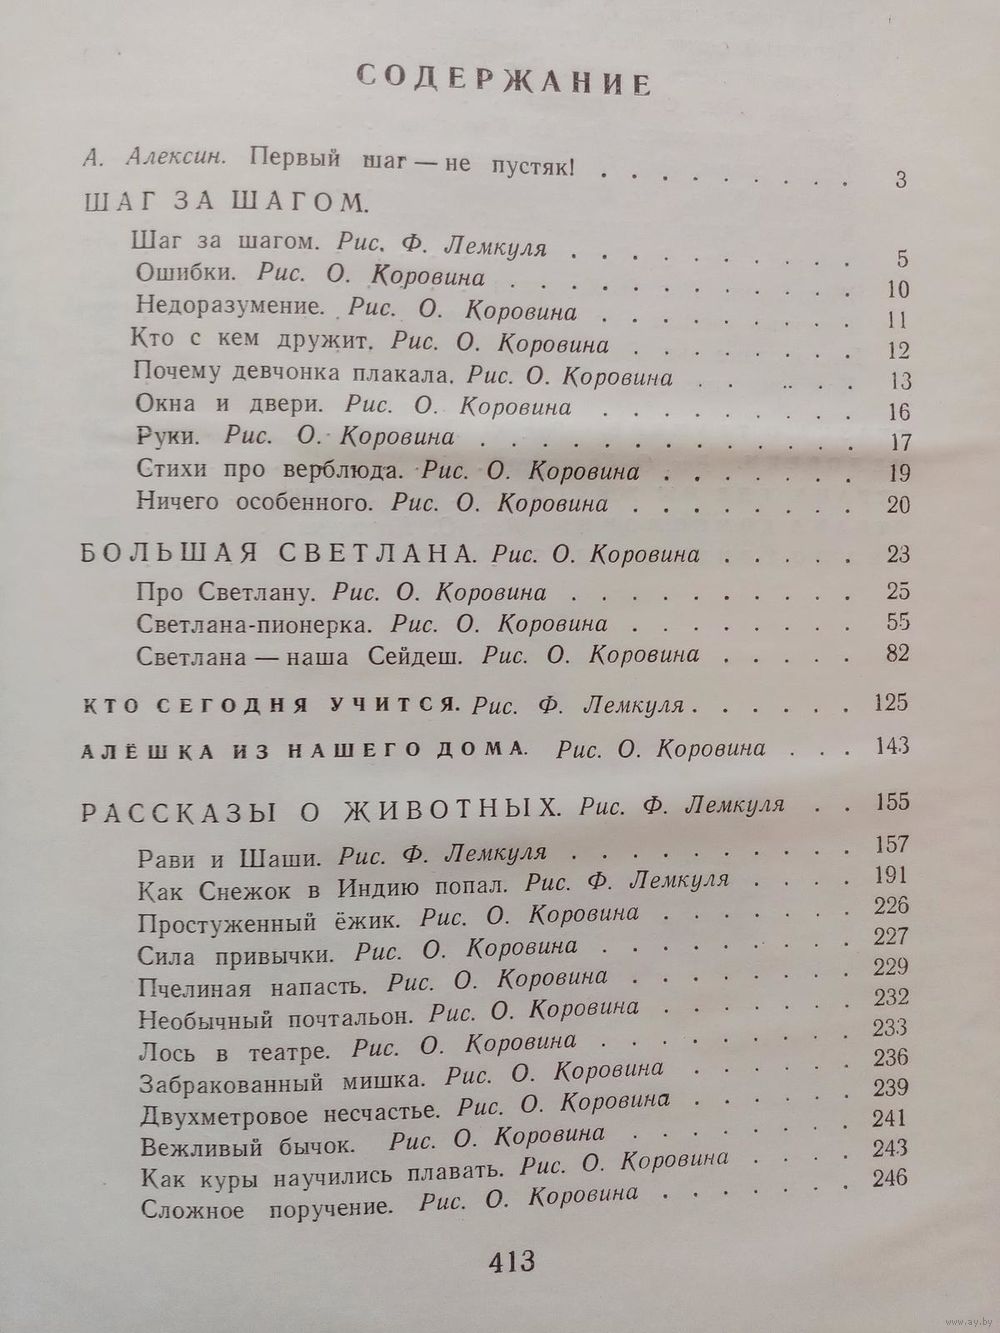 СОДЕРЖАНИЕ
А. Алексин. Первый шаг — не пустяк! . . . . . . . . . 3
ШАГ ЗА ШАГОМ.
Шаг за шагом. Рис. Ф. Лемкуля . . . . . . . . . . 5
Ошибки. Рис. О. Коровина . . . . . . . . . . . . 10
Недоразумение. Рис. О. Коровина . . . . . . . . . 11
Кто с кем дружит. Рис. О. Коровина . . . . . . . . 12
Почему девчонка плакала. Рис. О. Коровина . . .. . . 13
Окна и двери. Рис. О. Коровина . . . . . . . . . 16
Руки. Рис. О. Коровина . . . . . . . . . . . . . 17
Стихи про верблюда. Рис. О. Коровина . . . . . . . 19
Ничего особенного. Рис. О. Коровина . . . . . . . . 20
БОЛЬШАЯ СВЕТЛАНА. Рис. О. Коровина . . . . . 23
Про Светлану. Рис. О. Коровина . . . . . . . . . . 25
Светлана-пионерка. Рис. О. Коровина . . . . . . . . 55
Светлана — наша Сейдеш. Рис. О. Коровина . . . . . 82
КТО СЕГОДНЯ УЧИТСЯ. Рис. Ф. Лемкуля . . . . . . 125
АЛЁШКА ИЗ НАШЕГО ДОМА. Рис. О. Коровина . . . 143
РАССКАЗЫ О ЖИВОТНЫХ. Рис. Ф. Лемкуля . . 155
Рави и Шаши. Рис. Ф. Лемкуля . . . . . . . . . . 157
Как Снежок в Индию попал. Рис. Ф. Лемкуля . . . . 191
Простуженный ёжик. Рис. О. Коровина . . . . . . . 226
Сила привычки. Рис. О. Коровина . . . . . . . . . 227
Пчелиная напасть. Рис. О. Коровина . . . . . . . . 229
Необычный почтальон. Рис. О. Коровина . . . . . . . 232
Лось в театре. Рис. О. Коровина . . . . . . . . . 233
Забракованный мишка. Рис. О. Коровина . . . . . . 236
Двухметровое несчастье. Рис. О. Коровина . . . . . . 239
Вежливый бычок. Рис. О. Коровина . . . . . . . . 241
Как куры научились плавать. Рис. О. Коровина . . . . 243
Сложное поручение. Рис. О. Коровина . . . . . . . 246
413
www.ay.by